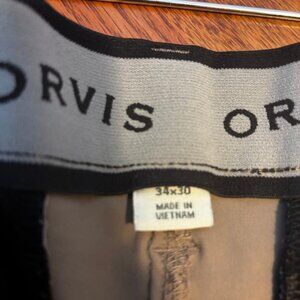 ORVIS OR
34x30
MADE IN
VIETNAM